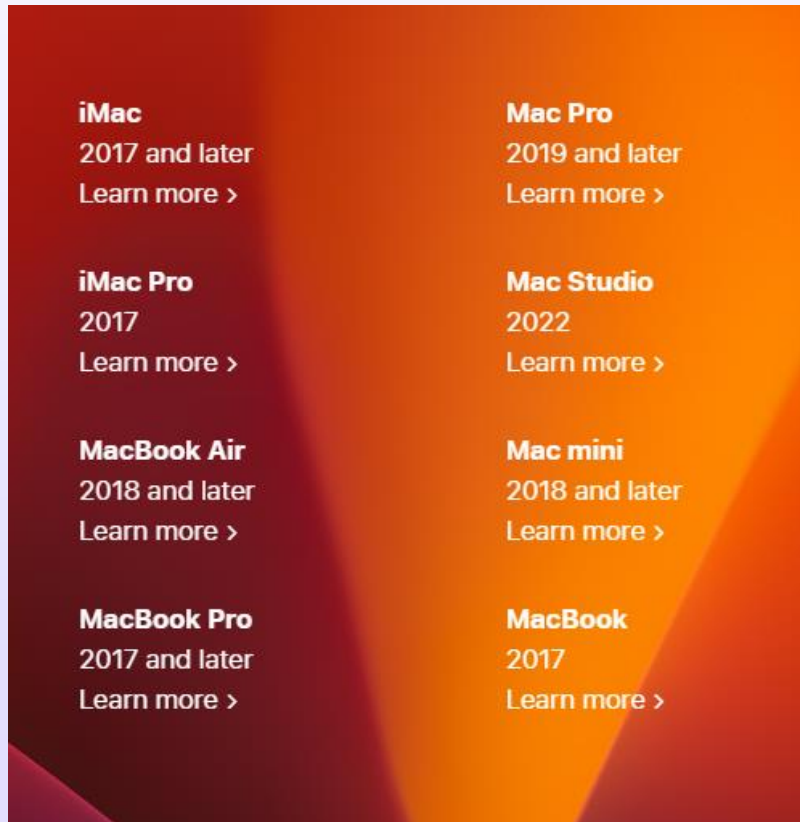 iMac
2017 and later
Learn more >
iMac Pro
2017
Learn more >
MacBook Air
2018 and later
Learn more >
MacBook Pro
2017 and later
Learn more >
Mac Pro
2019 and later
Learn more >
Mac Studio
2022
Learn more >
Mac mini
2018 and later
Learn more >
MacBook
2017
Learn more >